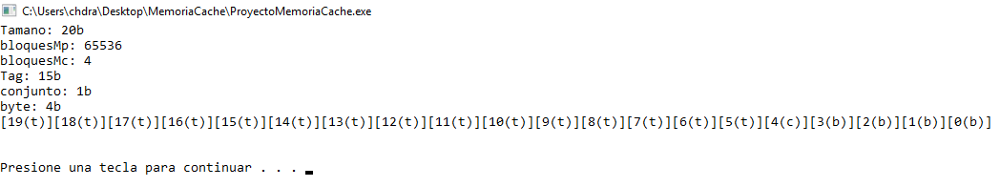 C:\Users\chdra\Desktop\MemoriaCache\ProyectoMemoriaCache.exe
Tamano: 20b
bloquesMp: 65536
bloquesMc: 4
Tag: 15b
conjunto: 1b
byte: 4b
[19(t)][18(t)][17(t)][16(t)][15(t)][14(t)][13(t)][12(t)][11(t)][10(t)][9(t)][8(t)][7(t)][6(t)][5(t)][4(c)][3(b)][2(b)][1(b)][0(b)]
Presione una tecla para continuar . . .